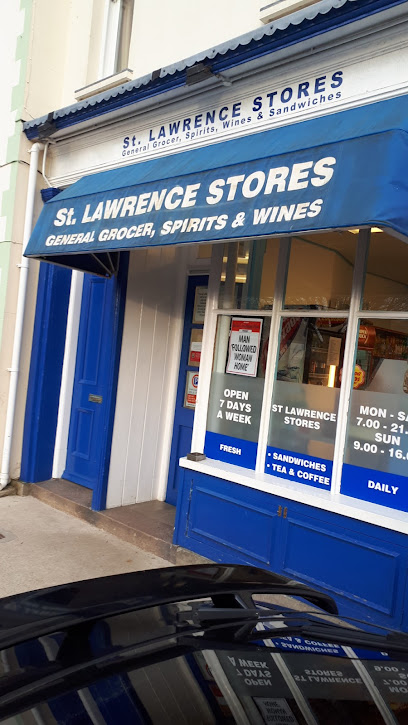 St. LAWRENCE STORES
General Grocer, Spirits, Wines & Sandwiches
St. LAWRENCE STORES
GENERAL GROCER, SPIRITS & WINES
MAN
'FOLLOWED
WOMAN
HOME'
OPEN
7 DAYS
A WEEK
FRESH
ST LAWRENCE
STORES
• SANDWICHES
• TEA & COFFEE
MON - SA
7.00 - 21.
SUN
9.00 - 16.0
DAILY